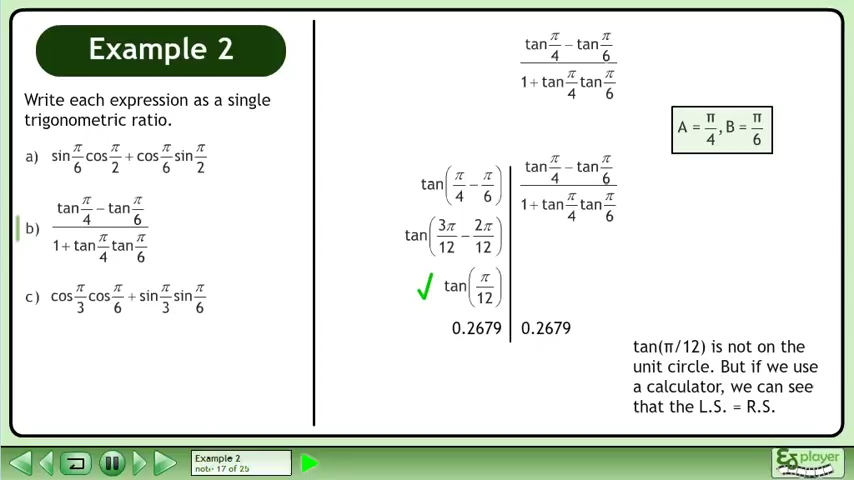 Example 2
Write each expression as a single
trigonometric ratio.
a) sin π/6 cos π/2 + cos π/6 sin π/2
b) (tan π/4 − tan π/6) / (1 + tan π/4 tan π/6)
c) cos π/3 cos π/6 + sin π/3 sin π/6
(tan π/4 − tan π/6) / (1 + tan π/4 tan π/6)
A = π/4, B = π/6
tan(π/4 − π/6) (tan π/4 − tan π/6) / (1 + tan π/4 tan π/6)
tan(3π/12 − 2π/12)
✓ tan(π/12)
0.2679 0.2679
tan(π/12) is not on the
unit circle. But if we use
a calculator, we can see
that the L.S. = R.S.
Example 2
note 17 of 25
player